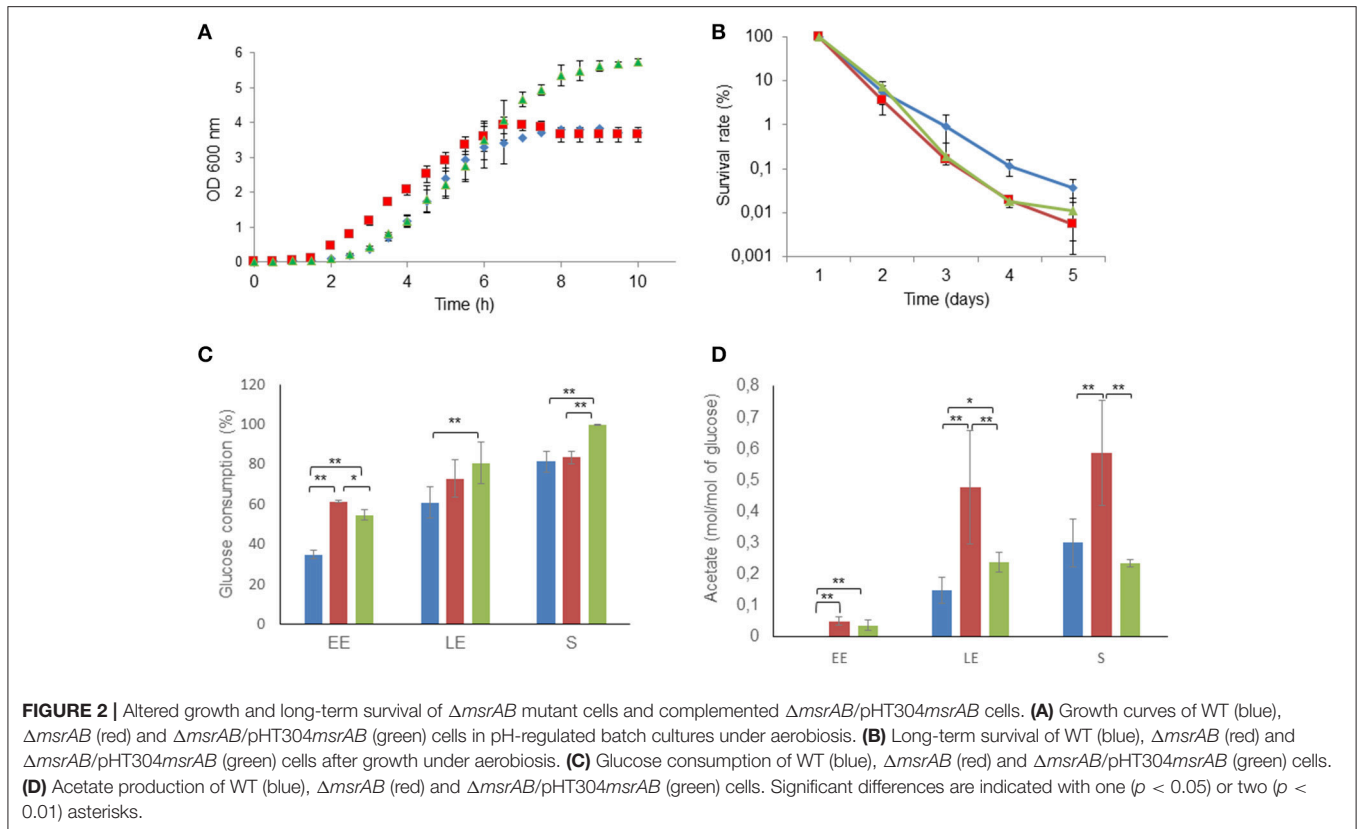 A
OD 600 nm
6
5
4
3
2
1
0
0 2 4 6 8 10
Time (h)
B
Survival rate (%)
100
10
1
0,1
0,01
0,001
1 2 3 4 5
Time (days)
C
Glucose consumption (%)
120
100
80
60
40
20
0
** ** *
**
** **
EE LE S
D
Acetate (mol/mol of glucose)
0,8
0,7
0,6
0,5
0,4
0,3
0,2
0,1
0
** **
* ** **
** **
EE LE S
FIGURE 2 | Altered growth and long-term survival of ΔmsrAB mutant cells and complemented ΔmsrAB/pHT304msrAB cells. (A) Growth curves of WT (blue),
ΔmsrAB (red) and ΔmsrAB/pHT304msrAB (green) cells in pH-regulated batch cultures under aerobiosis. (B) Long-term survival of WT (blue), ΔmsrAB (red) and
ΔmsrAB/pHT304msrAB (green) cells after growth under aerobiosis. (C) Glucose consumption of WT (blue), ΔmsrAB (red) and ΔmsrAB/pHT304msrAB (green) cells.
(D) Acetate production of WT (blue), ΔmsrAB (red) and ΔmsrAB/pHT304msrAB (green) cells. Significant differences are indicated with one (p < 0.05) or two (p <
0.01) asterisks.